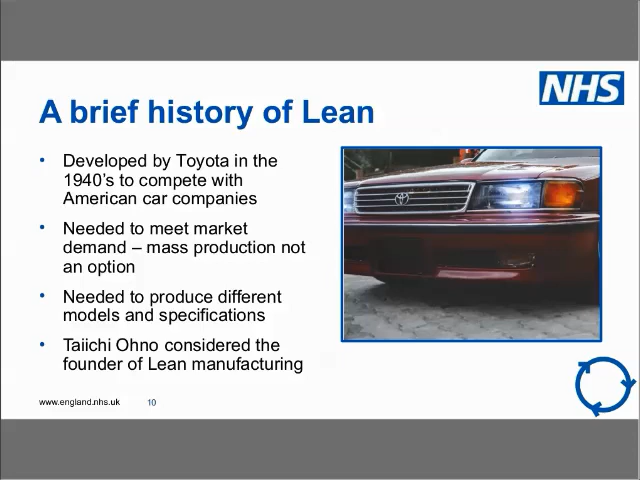 NHS
A brief history of Lean
• Developed by Toyota in the
1940's to compete with
American car companies
• Needed to meet market
demand – mass production not
an option
• Needed to produce different
models and specifications
• Taiichi Ohno considered the
founder of Lean manufacturing
www.england.nhs.uk 10